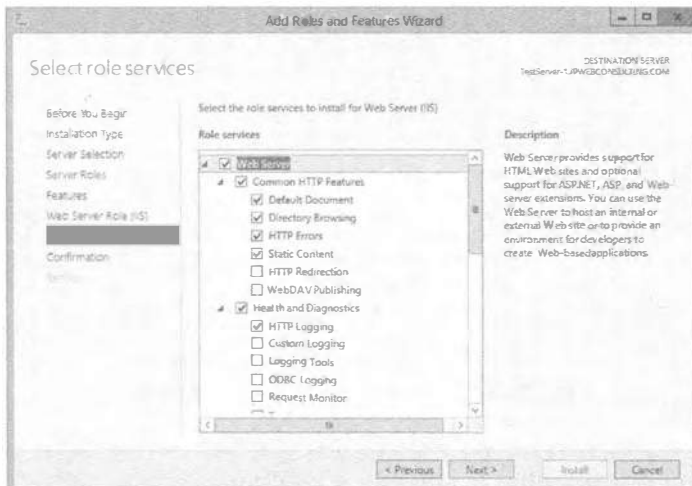 Add Roles and Features Wizard
Select role services
DESTINATION SERVER
Before You Begin
Installation Type
Server Selection
Server Roles
Features
Web Server Role (IIS)
Confirmation
Select the role services to install for Web Server (IIS)
Role services
Web Server
Common HTTP Features
Default Document
Directory Browsing
HTTP Errors
Static Content
HTTP Redirection
WebDAV Publishing
Health and Diagnostics
HTTP Logging
Custom Logging
Logging Tools
ODBC Logging
Request Monitor
Description
Web Server provides support for
HTML Web sites and optional
support for ASP.NET, ASP, and Web
server extensions. You can use the
Web Server to host an internal or
external Web site or to provide an
environment for developers to
create Web-based applications.
< Previous
Next >
Install
Cancel